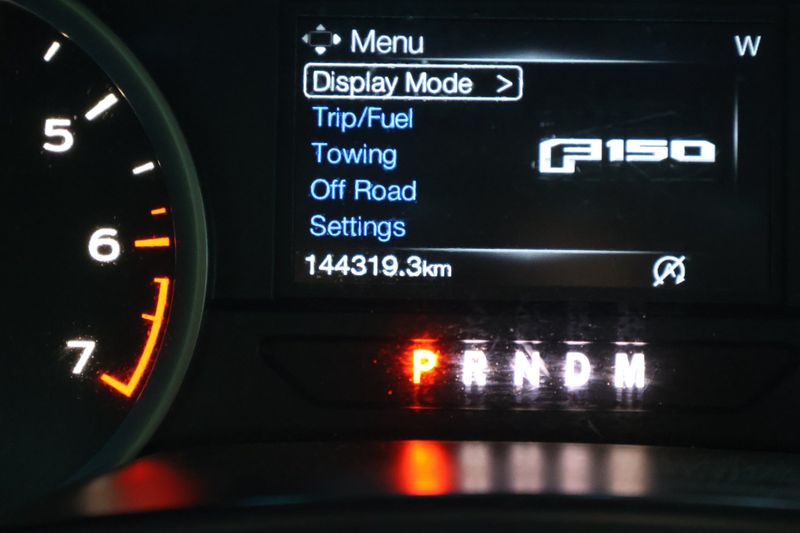 Menu
W
Display Mode >
Trip/Fuel
Towing
Off Road
Settings
F150
144319.3km
5
6
7
P R N D M